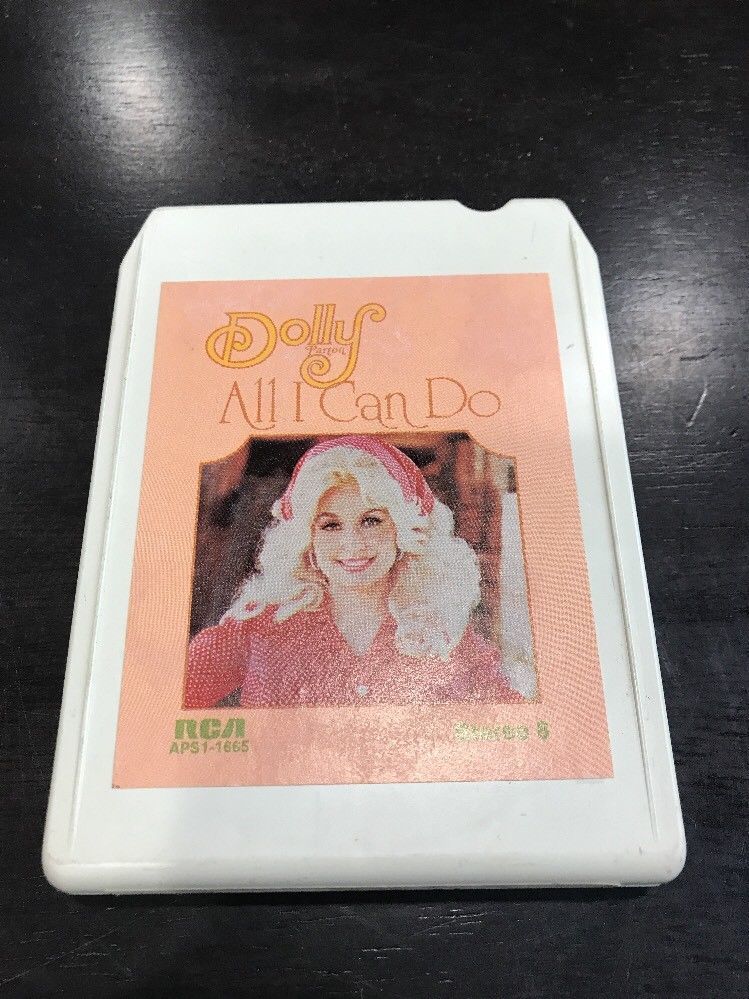 Dolly
Parton
All I Can Do
RCA
APS1-1665
Stereo 8